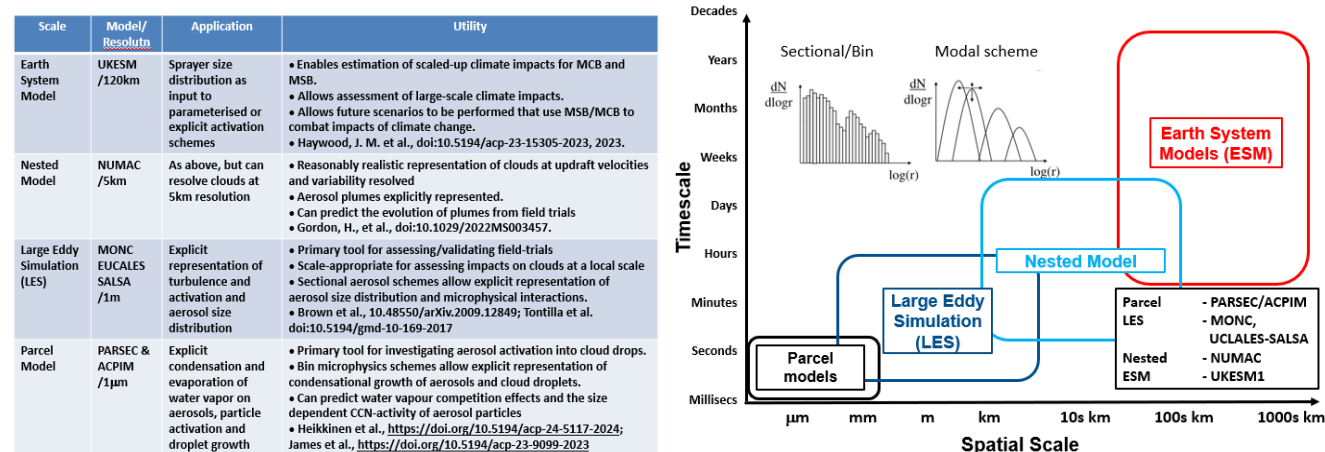 Scale
Model/
Resolutn
Application
Utility
Earth
System
Model
UKESM
/120km
Sprayer size
distribution as
input to
parameterised or
explicit activation
schemes
• Enables estimation of scaled-up climate impacts for MCB and
MSB.
• Allows assessment of large-scale climate impacts.
• Allows future scenarios to be performed that use MSB/MCB to
combat impacts of climate change.
• Haywood, J. M. et al., doi:10.5194/acp-23-15305-2023, 2023.
Nested
Model
NUMAC
/5km
As above, but can
resolve clouds at
5km resolution
• Reasonably realistic representation of clouds at updraft velocities
and variability resolved
• Aerosol plumes explicitly represented.
• Can predict the evolution of plumes from field trials
• Gordon, H., et al., doi:10.1029/2022MS003457.
Large Eddy
Simulation
(LES)
MONC
EUCALES
SALSA
/1m
Explicit
representation of
turbulence and
activation and
aerosol size
distribution
• Primary tool for assessing/validating field-trials
• Scale-appropriate for assessing impacts on clouds at a local scale
• Sectional aerosol schemes allow explicit representation of
aerosol size distribution and microphysical interactions.
• Brown et al., 10.48550/arXiv.2009.12849; Tontilla et al.
doi:10.5194/gmd-10-169-2017
Parcel
Model
PARSEC &
ACPIM
/1μm
Explicit
condensation and
evaporation of
water vapor on
aerosols, particle
activation and
droplet growth
• Primary tool for investigating aerosol activation into cloud drops.
• Bin microphysics schemes allow explicit representation of
condensational growth of aerosols and cloud droplets.
• Can predict water vapour competition effects and the size
dependent CCN-activity of aerosol particles
• Heikkinen et al., https://doi.org/10.5194/acp-24-5117-2024;
James et al., https://doi.org/10.5194/acp-23-9099-2023
Timescale
Decades
Years
Months
Weeks
Days
Hours
Minutes
Seconds
Millisecs
Sectional/Bin
dN
dlogr
log(r)
Modal scheme
dN
dlogr
log(r)
Earth System
Models (ESM)
Nested Model
Large Eddy
Simulation
(LES)
Parcel
models
Parcel - PARSEC/ACPIM
LES - MONC,
UCLALES-SALSA
Nested - NUMAC
ESM - UKESM1
μm mm m km 10s km 100s km 1000s km
Spatial Scale